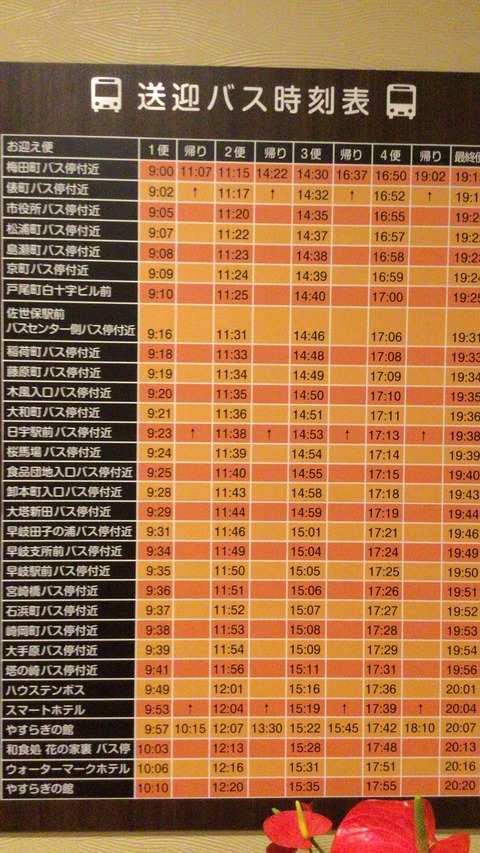 送迎バス時刻表
お迎え便 1便 帰り 2便 帰り 3便 帰り 4便 帰り 最終便
梅田町バス停付近 9:00 11:07 11:15 14:22 14:30 16:37 16:50 19:02
俵町バス停付近 9:02 ↑ 11:17 ↑ 14:32 ↑ 16:52 ↑
市役所バス停付近 9:05 11:20 14:35 16:55
松浦町バス停付近 9:07 11:22 14:37 16:57
島瀬町バス停付近 9:08 11:23 14:38 16:58
京町バス停付近 9:09 11:24 14:39 16:59 19:24
戸尾町白十字ビル前 9:10 11:25 14:40 17:00 19:25
佐世保駅前
バスセンター側バス停付近 9:16 11:31 14:46 17:06 19:31
稲荷町バス停付近 9:18 11:33 14:48 17:08 19:33
藤原町バス停付近 9:19 11:34 14:49 17:09 19:34
木風入口バス停付近 9:20 11:35 14:50 17:10 19:35
大和町バス停付近 9:21 11:36 14:51 17:11 19:36
日宇駅前バス停付近 9:23 ↑ 11:38 ↑ 14:53 ↑ 17:13 ↑ 19:38
桜馬場バス停付近 9:24 11:39 14:54 17:14 19:39
食品団地入口バス停付近 9:25 11:40 14:55 17:15 19:40
卸本町入口バス停付近 9:28 11:43 14:58 17:18 19:43
大塔新田バス停付近 9:29 11:44 14:59 17:19 19:44
早岐田子の浦バス停付近 9:31 11:46 15:01 17:21 19:46
早岐支所前バス停付近 9:34 11:49 15:04 17:24 19:49
早岐駅前バス停付近 9:35 11:50 15:05 17:25 19:50
宮崎橋バス停付近 9:36 11:51 15:06 17:26 19:51
石浜町バス停付近 9:37 11:52 15:07 17:27 19:52
崎岡町バス停付近 9:38 11:53 15:08 17:28 19:53
大手原バス停付近 9:39 11:54 15:09 17:29 19:54
塔の崎バス停付近 9:41 11:56 15:11 17:31 19:56
ハウステンボス 9:49 12:01 15:16 17:36 20:01
スマートホテル 9:53 ↑ 12:04 ↑ 15:19 ↑ 17:39 ↑ 20:04
やすらぎの館 9:57 10:15 12:07 13:30 15:22 15:45 17:42 18:10 20:07
和食処 花の家裏 バス停 10:03 12:13 15:28 17:48 20:13
ウォーターマークホテル 10:06 12:16 15:31 17:51 20:16
やすらぎの館 10:10 12:20 15:35 17:55 20:20